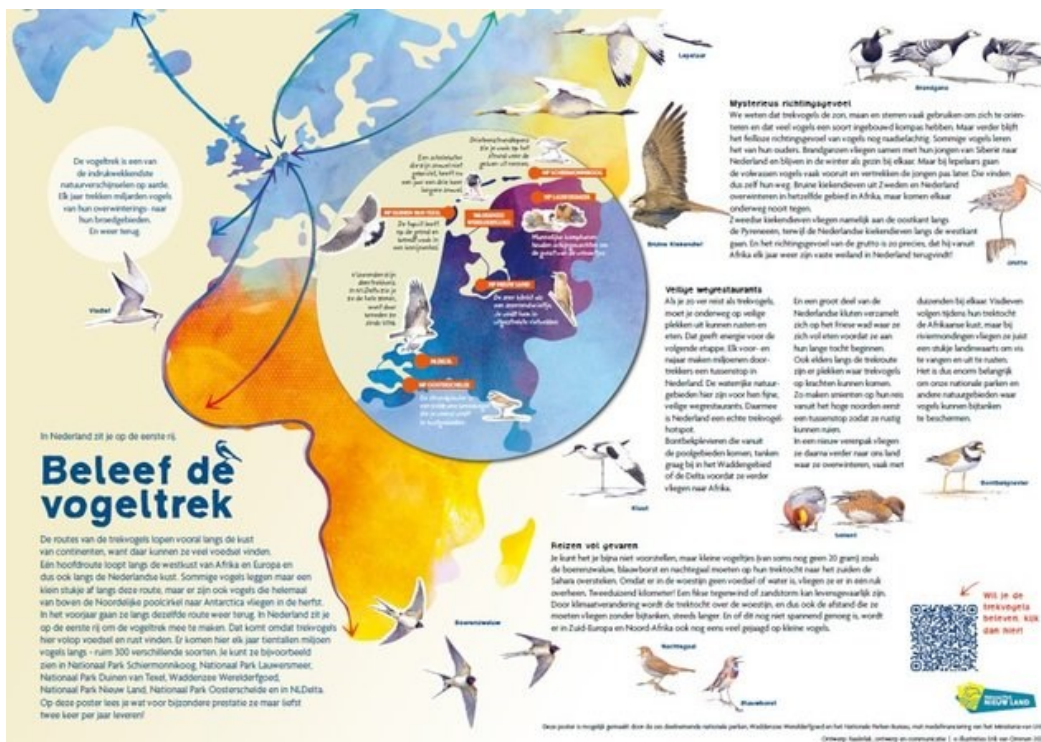 De vogeltrek is een van
de indrukwekkendste
natuurverschijnselen op aarde.
Elk jaar trekken miljarden vogels
van hun overwinterings- naar
hun broedgebieden.
En weer terug.
Visdief
Lepelaar
Brandgans
Bruine Kiekendief
Grutto
NP SCHIERMONNIKOOG
NP LAUWERSMEER
NP DUINEN VAN TEXEL
WADDENZEE
WERELDERFGOED
NP NIEUW LAND
NLDELTA
NP OOSTERSCHELDE
Mysterieus richtingsgevoel
We weten dat trekvogels de zon, maan en sterren vaak gebruiken om zich te oriën-
teren en dat veel vogels een soort ingebouwd kompas hebben. Maar verder blijft
het feilloze richtingsgevoel van vogels nog raadselachtig. Sommige vogels leren
het van hun ouders. Brandganzen vliegen samen met hun jongen van Siberië naar
Nederland en blijven in de winter als gezin bij elkaar. Maar bij lepelaars gaan
de volwassen vogels vaak vooruit en vertrekken de jongen pas later. Die vinden
dus zelf hun weg. Bruine kiekendieven uit Zweden en Nederland
overwinteren in hetzelfde gebied in Afrika, maar komen elkaar
onderweg nooit tegen.
Zweedse kiekendieven vliegen namelijk aan de oostkant langs
de Pyreneeën, terwijl de Nederlandse kiekendieven langs de westkant
gaan. En het richtingsgevoel van de grutto is zo precies, dat hij vanuit
Afrika elk jaar weer zijn vaste weiland in Nederland terugvindt!
Veilige wegrestaurants
Als je zo ver reist als trekvogels,
moet je onderweg op veilige
plekken uit kunnen rusten en
eten. Dat geeft energie voor de
volgende etappe. Elk voor- en
najaar maken miljoenen door-
trekkers een tussenstop in
Nederland. De waterrijke natuur-
gebieden hier zijn voor hen fijne,
veilige wegrestaurants. Daarmee
is Nederland een echte trekvogel-
hotspot.
Bontbekplevieren die vanuit
de poolgebieden komen, tanken
graag bij in het Waddengebied
of de Delta voordat ze verder
vliegen naar Afrika.
En een groot deel van de
Nederlandse kluten verzamelt
zich op het friese wad waar ze
zich vol eten voordat ze aan
hun lange tocht beginnen.
Ook elders langs de trekroute
zijn er plekken waar trekvogels
op krachten kunnen komen.
Zo maken smienten op hun reis
vanuit het hoge noorden eerst
een tussenstop zodat ze rustig
kunnen ruien.
In een nieuw verenpak vliegen
ze daarna verder naar ons land
waar ze overwinteren, vaak met
duizenden bij elkaar. Visdieven
volgen tijdens hun trektocht
de Afrikaanse kust, maar bij
riviermondingen vliegen ze juist
een stukje landinwaarts om vis
te vangen en uit te rusten.
Het is dus enorm belangrijk
om onze nationale parken en
andere natuurgebieden waar
vogels kunnen bijtanken
te beschermen.
Kluut
Smient
Bontbekplevier
In Nederland zit je op de eerste rij.
Beleef de
vogeltrek
De routes van de trekvogels lopen vooral langs de kust
van continenten, want daar kunnen ze veel voedsel vinden.
Eén hoofdroute loopt langs de westkust van Afrika en Europa en
dus ook langs de Nederlandse kust. Sommige vogels leggen maar een
klein stukje af langs deze route, maar er zijn ook vogels die helemaal
van boven de Noordelijke poolcirkel naar Antarctica vliegen in de herfst.
In het voorjaar gaan ze langs dezelfde route weer terug. In Nederland zit je
op de eerste rij om de vogeltrek mee te maken. Dat komt omdat trekvogels
hier volop voedsel en rust vinden. Er komen hier elk jaar tientallen miljoen
vogels langs - ruim 300 verschillende soorten. Je kunt ze bijvoorbeeld
zien in Nationaal Park Schiermonnikoog, Nationaal Park Lauwersmeer,
Nationaal Park Duinen van Texel, Waddenzee Werelderfgoed,
Nationaal Park Nieuw Land, Nationaal Park Oosterschelde en in NLDelta.
Op deze poster lees je wat voor bijzondere prestatie ze maar liefst
twee keer per jaar leveren!
Boerenzwaluw
Reizen vol gevaren
Je kunt het je bijna niet voorstellen, maar kleine vogeltjes (van soms nog geen 20 gram) zoals
de boerenzwaluw, blauwborst en nachtegaal moeten op hun trektocht naar het zuiden de
Sahara oversteken. Omdat er in de woestijn geen voedsel of water is, vliegen ze er in één ruk
overheen. Tweeduizend kilometer! Een fikse tegenwind of zandstorm kan levensgevaarlijk zijn.
Door klimaatverandering wordt de trektocht over de woestijn, en dus ook de afstand die ze
moeten vliegen zonder bijtanken, steeds langer. En of dit nog niet spannend genoeg is, wordt
er in Zuid-Europa en Noord-Afrika ook nog eens veel gejaagd op kleine vogels.
Nachtegaal
Blauwborst
Wil je de
trekvogels
beleven, kijk
dan hier!
NIEUW LAND
Deze poster is mogelijk gemaakt door de zes deelnemende nationale parken, Waddenzee Werelderfgoed en het Nationale Parken Bureau, met medefinanciering van het Ministerie van